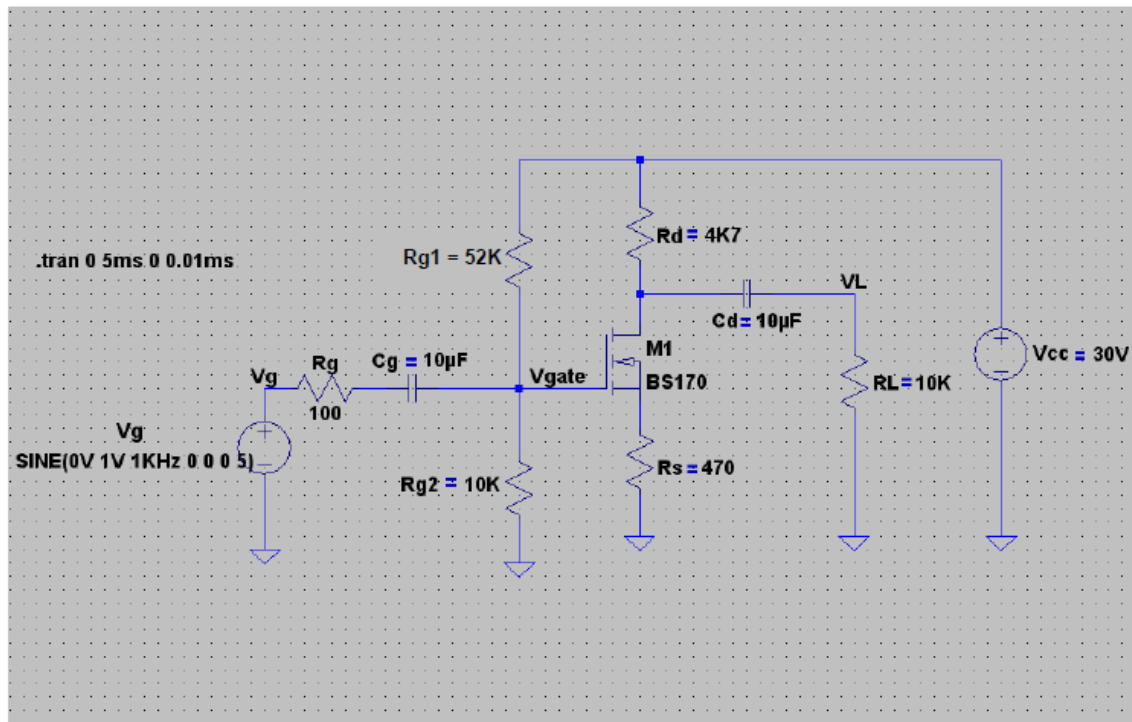 Rd = 4K7
Rg1 = 52K
.tran 0 5ms 0 0.01ms
VL
Cd = 10µF
M1
Vcc = 30V
Rg
Cg = 10µF
Vg
Vgate
BS170
RL = 10K
100
Vg
SINE(0V 1V 1KHz 0 0 0 5)
Rs = 470
Rg2 = 10K